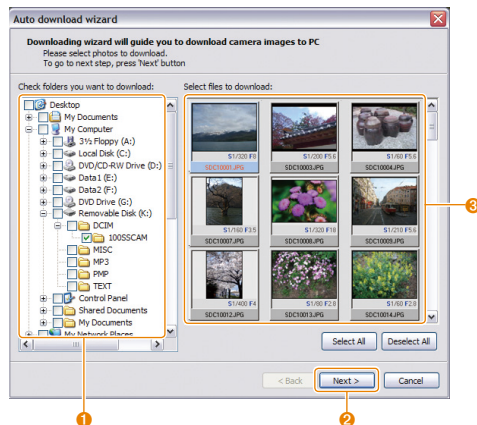 Auto download wizard
Downloading wizard will guide you to download camera images to PC
Please select photos to download.
To go to next step, press 'Next' button
Check folders you want to download:
Desktop
My Documents
My Computer
3½ Floppy (A:)
Local Disk (C:)
DVD/CD-RW Drive (D:)
Data1 (E:)
Data2 (F:)
DVD Drive (G:)
Removable Disk (K:)
DCIM
100SSCAM
MISC
MP3
PMP
TEXT
Control Panel
Shared Documents
My Documents
My Network Places
Select files to download:
S1/320 F8
S1/200 F5.6
S1/60 F5.6
SDC10001.JPG
SDC10003.JPG
SDC10004.JPG
S1/160 F3.5
S1/320 F18
S1/210 F5.6
SDC10007.JPG
SDC10008.JPG
SDC10009.JPG
S1/400 F4
S1/80 F2.8
S1/60 F2.8
SDC10012.JPG
SDC10013.JPG
SDC10014.JPG
3
Select All
Deselect All
< Back
Next >
Cancel
1
2